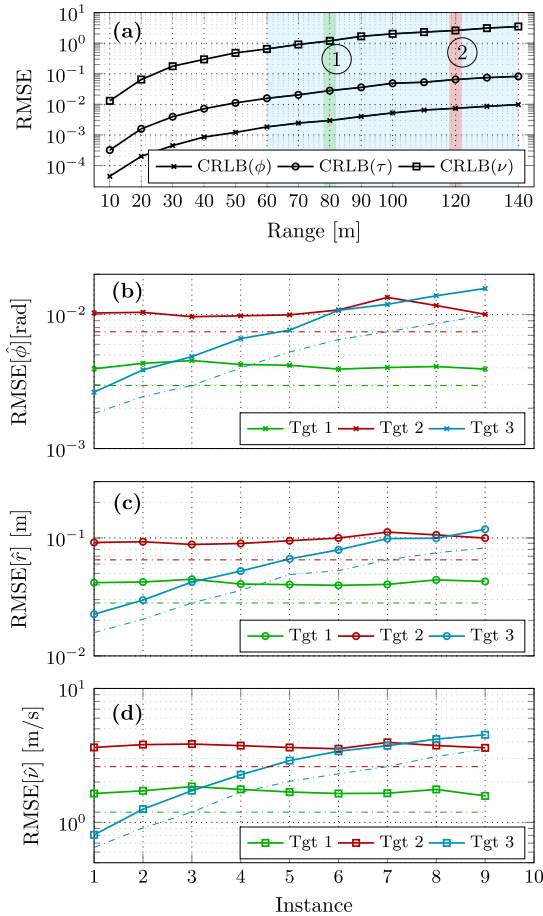 (a)
RMSE
10^1
10^0
10^-1
10^-2
10^-3
10^-4
1
2
CRLB(ϕ) CRLB(τ) CRLB(ν)
10 20 30 40 50 60 70 80 90 100 120 140
Range [m]
(b)
RMSE[ϕ̂][rad]
10^-2
10^-3
Tgt 1 Tgt 2 Tgt 3
(c)
RMSE[r̂] [m]
10^-1
10^-2
Tgt 1 Tgt 2 Tgt 3
(d)
RMSE[ν̂] [m/s]
10^1
10^0
Tgt 1 Tgt 2 Tgt 3
1 2 3 4 5 6 7 8 9 10
Instance